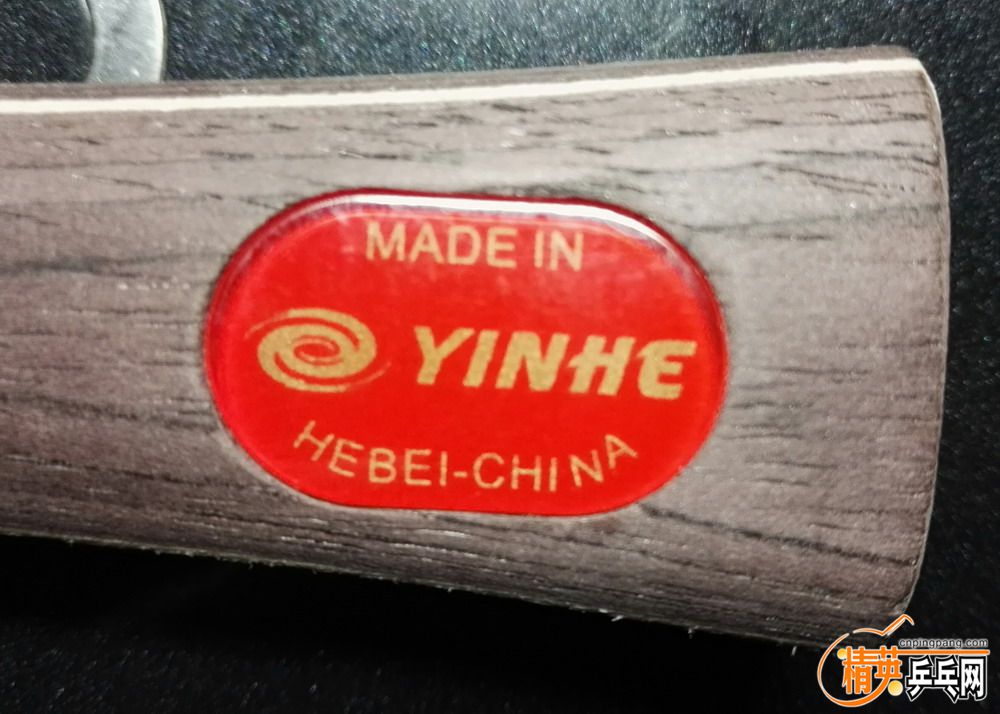 MADE IN
YINHE
HEBEI-CHINA
cnpingpang.com
精英乒乓网